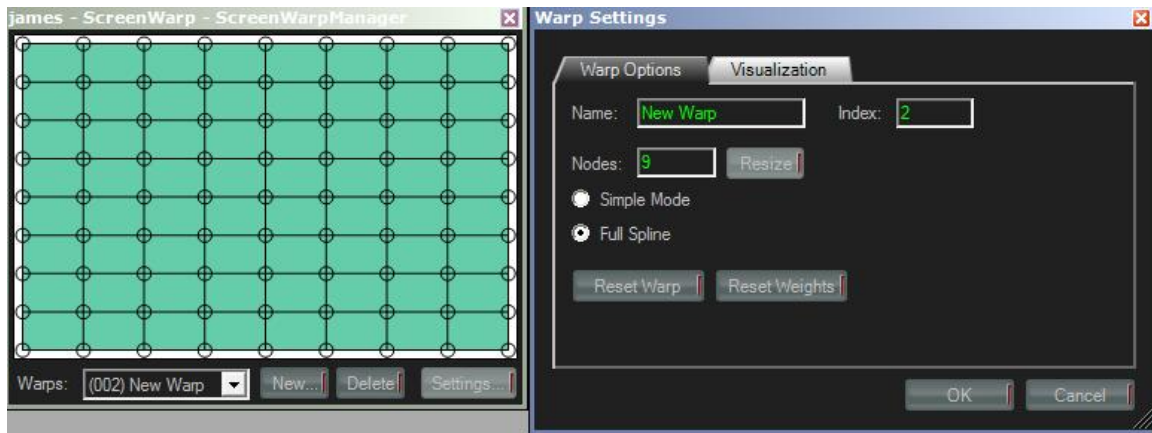 james - ScreenWarp - ScreenWarpManager
Warps: (002) New Warp New... Delete Settings...
Warp Settings
Warp Options Visualization
Name: New Warp Index: 2
Nodes: 9 Resize
Simple Mode
Full Spline
Reset Warp Reset Weights
OK Cancel